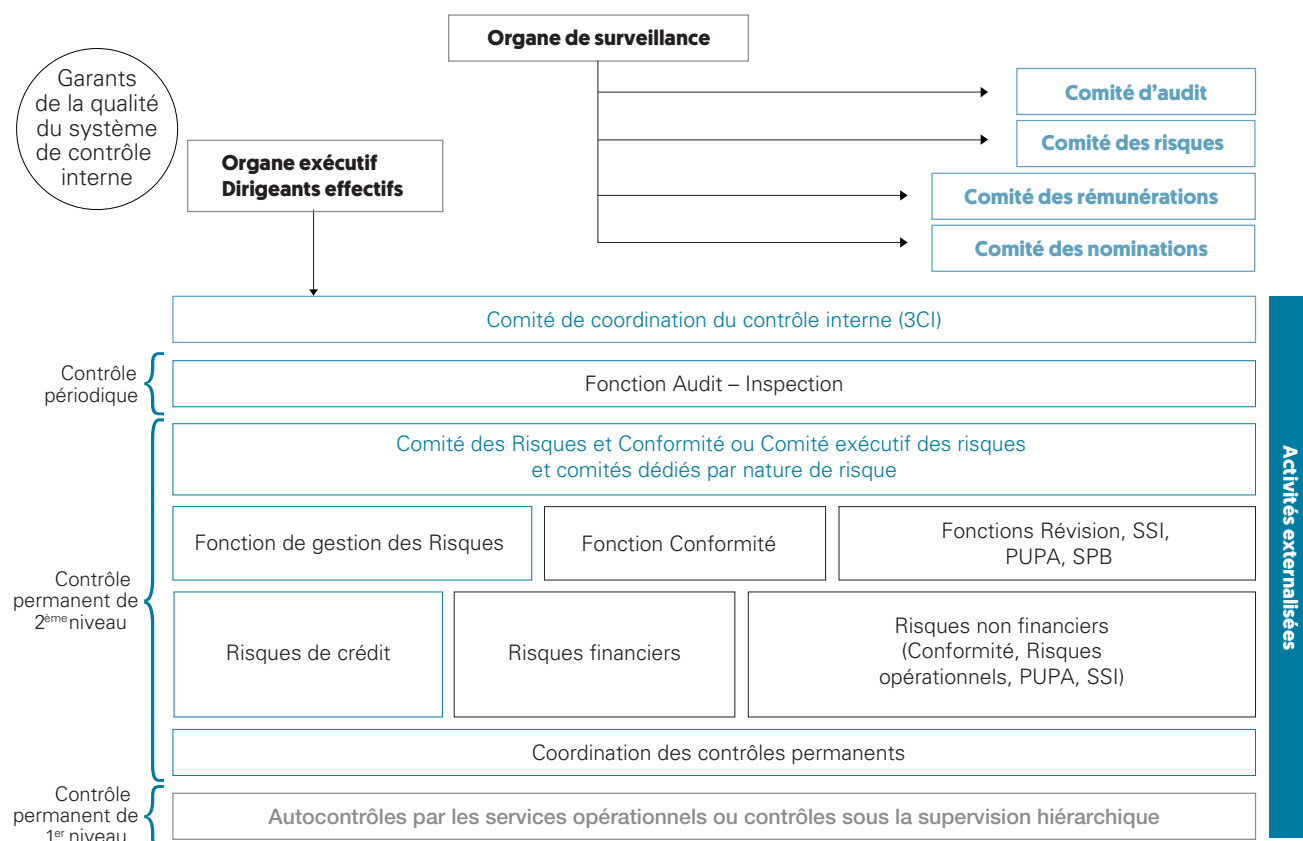 Organe de surveillance
Garants
de la qualité
du système
de contrôle
interne
Organe exécutif
Dirigeants effectifs
Comité d'audit
Comité des risques
Comité des rémunérations
Comité des nominations
Comité de coordination du contrôle interne (3CI)
Contrôle
périodique
Fonction Audit – Inspection
Contrôle
permanent de
2ème niveau
Comité des Risques et Conformité ou Comité exécutif des risques
et comités dédiés par nature de risque
Fonction de gestion des Risques
Fonction Conformité
Fonctions Révision, SSI,
PUPA, SPB
Risques de crédit
Risques financiers
Risques non financiers
(Conformité, Risques
opérationnels, PUPA, SSI)
Coordination des contrôles permanents
Contrôle
permanent de
1er niveau
Autocontrôles par les services opérationnels ou contrôles sous la supervision hiérarchique
Activités externalisées